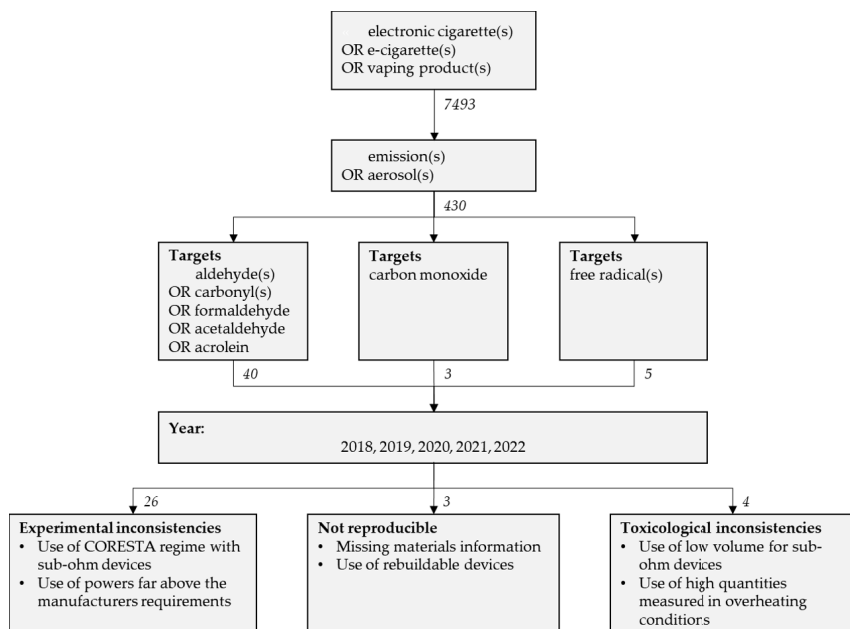 electronic cigarette(s)
OR e-cigarette(s)
OR vaping product(s)
7493
emission(s)
OR aerosol(s)
430
Targets
aldehyde(s)
OR carbonyl(s)
OR formaldehyde
OR acetaldehyde
OR acrolein
Targets
carbon monoxide
Targets
free radical(s)
40
3
5
Year:
2018, 2019, 2020, 2021, 2022
26
3
4
Experimental inconsistencies
• Use of CORESTA regime with
sub-ohm devices
• Use of powers far above the
manufacturers requirements
Not reproducible
• Missing materials information
• Use of rebuildable devices
Toxicological inconsistencies
• Use of low volume for sub-
ohm devices
• Use of high quantities
measured in overheating
conditions